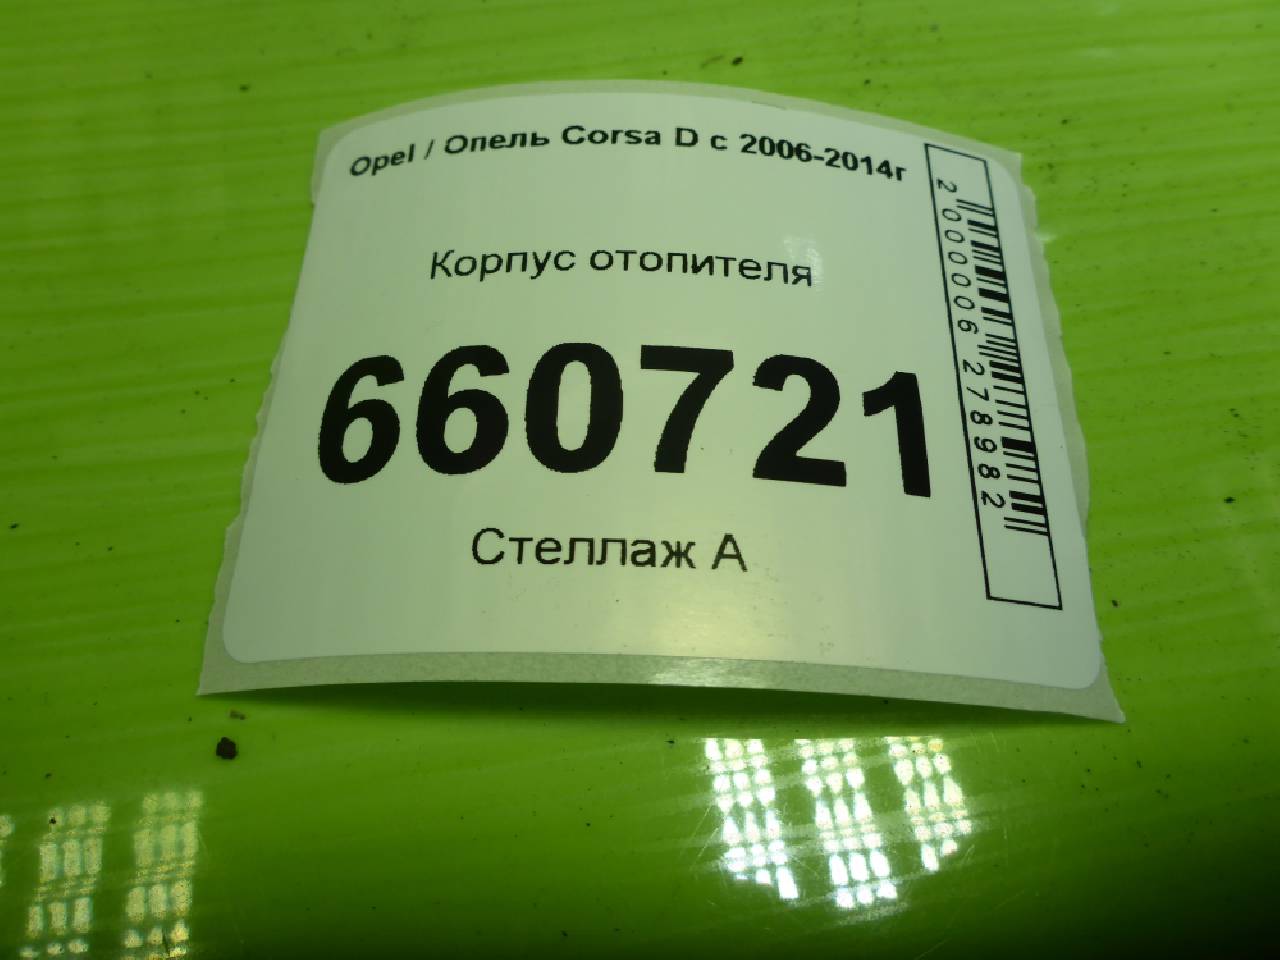 Opel / Опель Corsa D с 2006-2014г
Корпус отопителя
660721
Стеллаж А
2000006278982